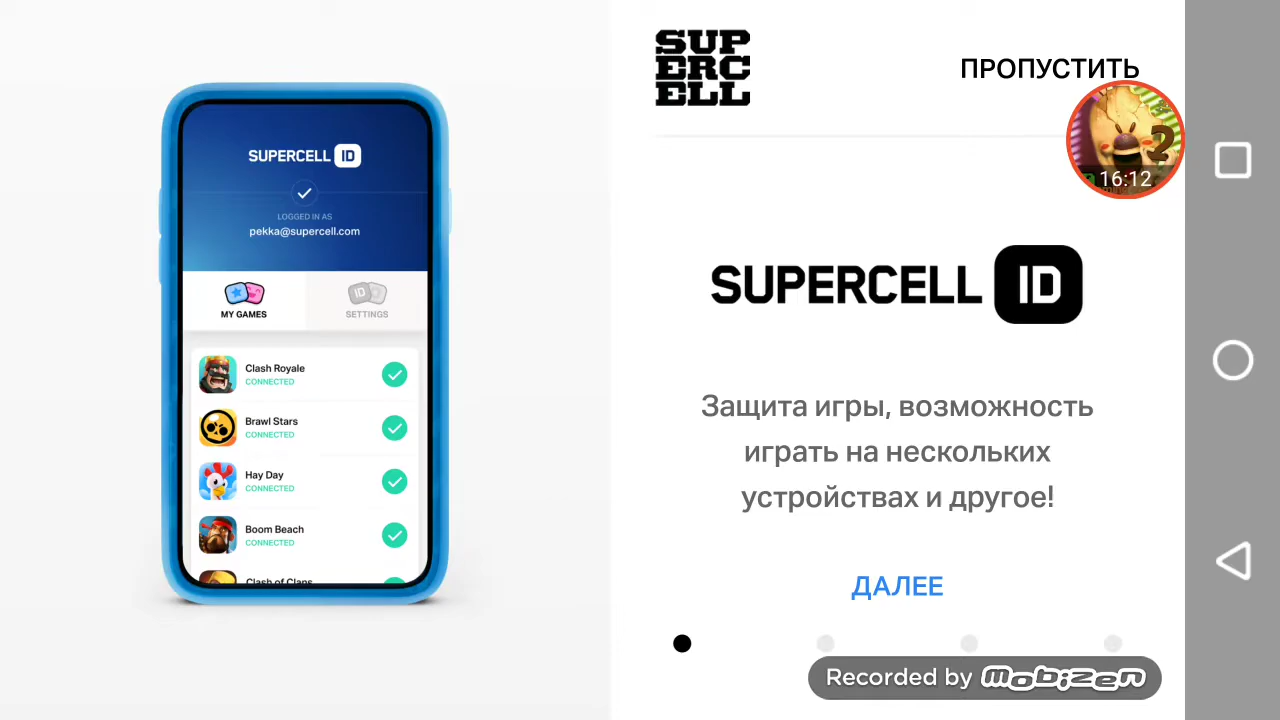 SUPERCELL ID
LOGGED IN AS
pekka@supercell.com
MY GAMES
SETTINGS
Clash Royale
CONNECTED
Brawl Stars
CONNECTED
Hay Day
CONNECTED
Boom Beach
CONNECTED
Clash of Clans
SUP
ERC
ELL
ПРОПУСТИТЬ
2
16:12
SUPERCELL ID
Защита игры, возможность
играть на нескольких
устройствах и другое!
ДАЛЕЕ
Recorded by mobizen